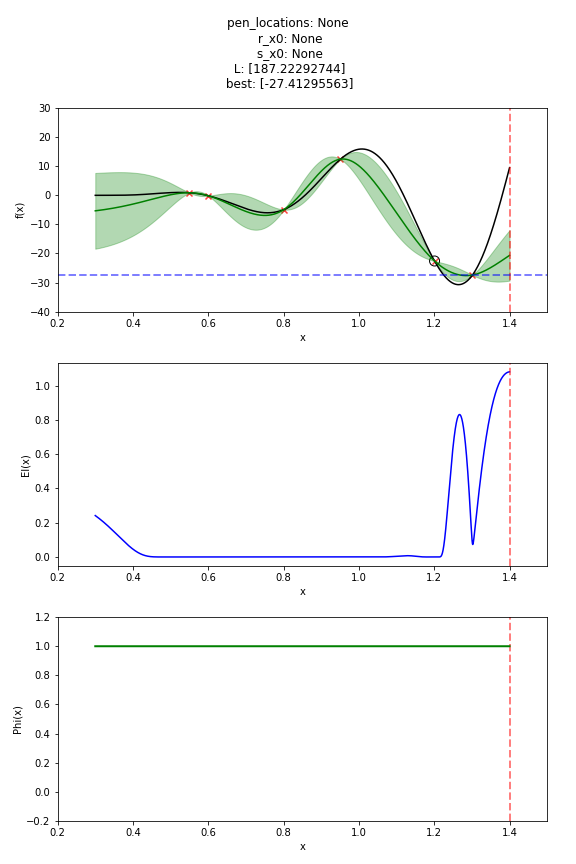 pen_locations: None
r_x0: None
s_x0: None
L: [187.22292744]
best: [-27.41295563]
30
20
10
0
−10
−20
−30
−40
f(x)
0.2 0.4 0.6 0.8 1.0 1.2 1.4
x
1.0
0.8
0.6
0.4
0.2
0.0
EI(x)
0.2 0.4 0.6 0.8 1.0 1.2 1.4
x
1.2
1.0
0.8
0.6
0.4
0.2
0.0
−0.2
Phi(x)
0.2 0.4 0.6 0.8 1.0 1.2 1.4
x